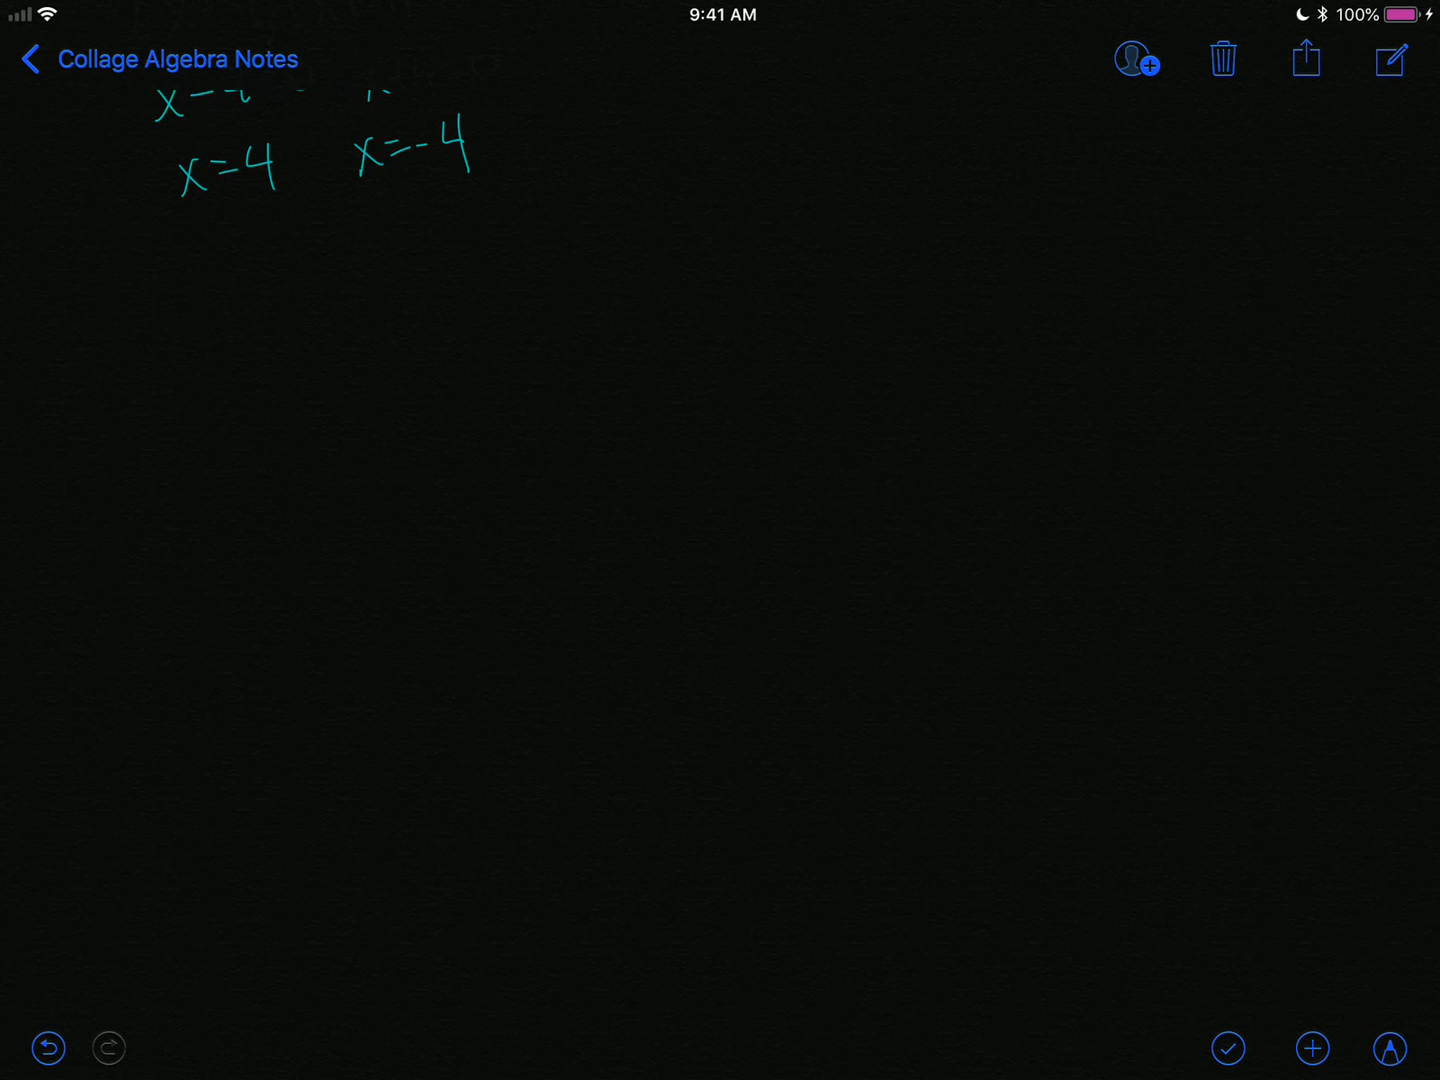 9:41 AM 100%
Collage Algebra Notes
x = 4 x = - 4